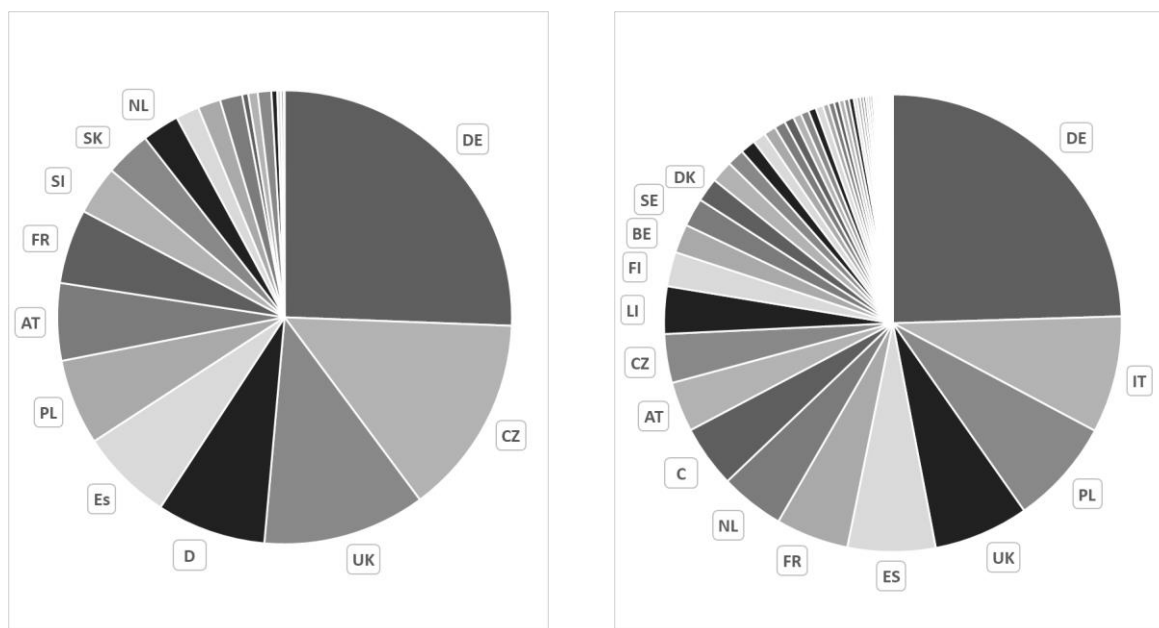 DE
CZ
UK
D
Es
PL
AT
FR
SI
SK
NL
DE
IT
PL
UK
ES
FR
NL
C
AT
CZ
LI
FI
BE
SE
DK